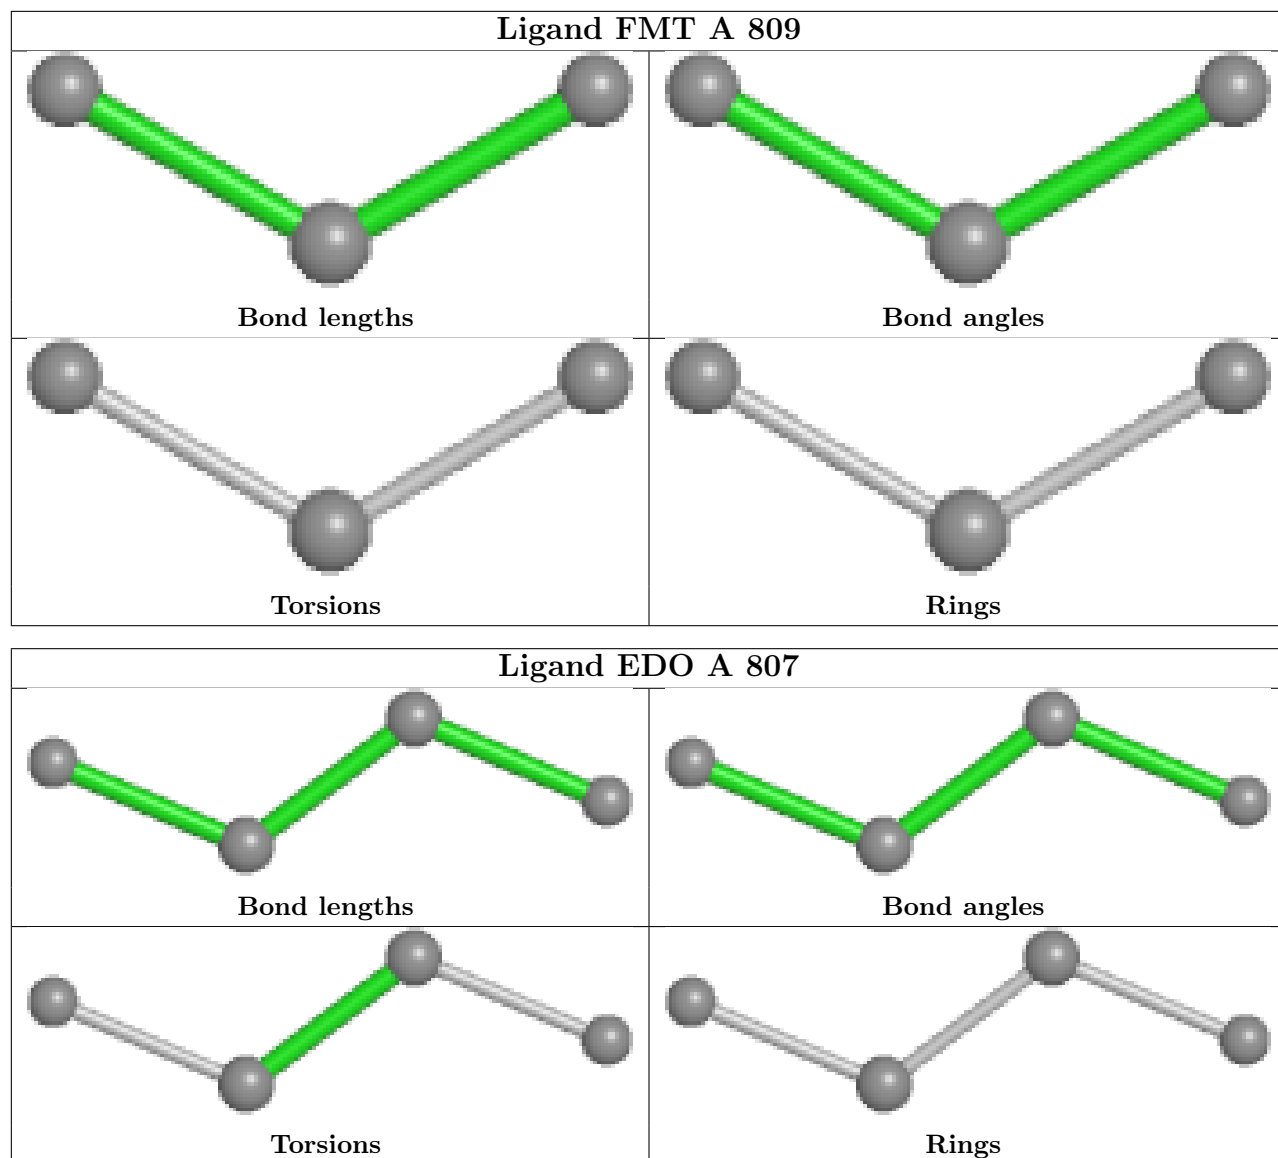 Ligand FMT A 809
Bond lengths
Bond angles
Torsions
Rings
Ligand EDO A 807
Bond lengths
Bond angles
Torsions
Rings